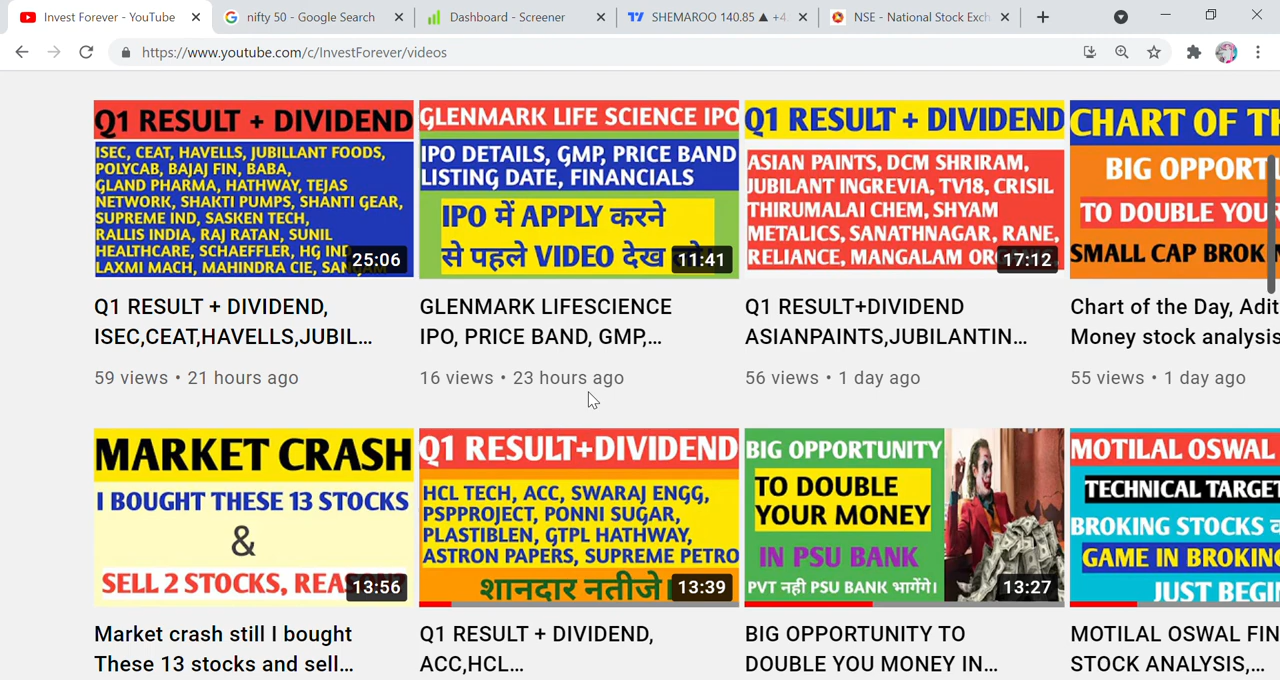 Invest Forever - YouTube
nifty 50 - Google Search
Dashboard - Screener
SHEMAROO 140.85 ▲ +4
NSE - National Stock Exch
https://www.youtube.com/c/InvestForever/videos
Q1 RESULT + DIVIDEND
ISEC, CEAT, HAVELLS, JUBILLANT FOODS,
POLYCAB, BAJAJ FIN, BABA,
GLAND PHARMA, HATHWAY, TEJAS
NETWORK, SHAKTI PUMPS, SHANTI GEAR,
SUPREME IND, SASKEN TECH,
RALLIS INDIA, RAJ RATAN, SUNIL
HEALTHCARE, SCHAEFFLER, HG
LAXMI MACH, MAHINDRA CIE,
25:06
Q1 RESULT + DIVIDEND,
ISEC,CEAT,HAVELLS,JUBIL...
59 views • 21 hours ago
GLENMARK LIFE SCIENCE IPO
IPO DETAILS, GMP, PRICE BAND
LISTING DATE, FINANCIALS
IPO में APPLY करने
से पहले VIDEO देख
11:41
GLENMARK LIFESCIENCE
IPO, PRICE BAND, GMP,...
16 views • 23 hours ago
Q1 RESULT + DIVIDEND
ASIAN PAINTS, DCM SHRIRAM,
JUBILANT INGREVIA, TV18, CRISIL
THIRUMALAI CHEM, SHYAM
METALICS, SANATHNAGAR, RANE,
RELIANCE, MANGALAM
17:12
Q1 RESULT+DIVIDEND
ASIANPAINTS,JUBILANTIN...
56 views • 1 day ago
CHART OF TH
BIG OPPORT
TO DOUBLE YOU
SMALL CAP BROK
Chart of the Day, Adit
Money stock analysis
55 views • 1 day ago
MARKET CRASH
I BOUGHT THESE 13 STOCKS
&
SELL 2 STOCKS,
13:56
Market crash still I bought
These 13 stocks and sell...
Q1 RESULT+DIVIDEND
HCL TECH, ACC, SWARAJ ENGG,
PSPPROJECT, PONNI SUGAR,
PLASTIBLEN, GTPL HATHWAY,
ASTRON PAPERS, SUPREME PETRO
शानदार नतीजे।
13:39
Q1 RESULT + DIVIDEND,
ACC,HCL...
BIG OPPORTUNITY
TO DOUBLE
YOUR MONEY
IN PSU BANK
PVT नही PSU BANK भागेंगे।
13:27
BIG OPPORTUNITY TO
DOUBLE YOU MONEY IN...
MOTILAL OSWAL
TECHNICAL TARGE
BROKING STOCKS
GAME IN BROKING
JUST BEGI
MOTILAL OSWAL FIN
STOCK ANALYSIS,...